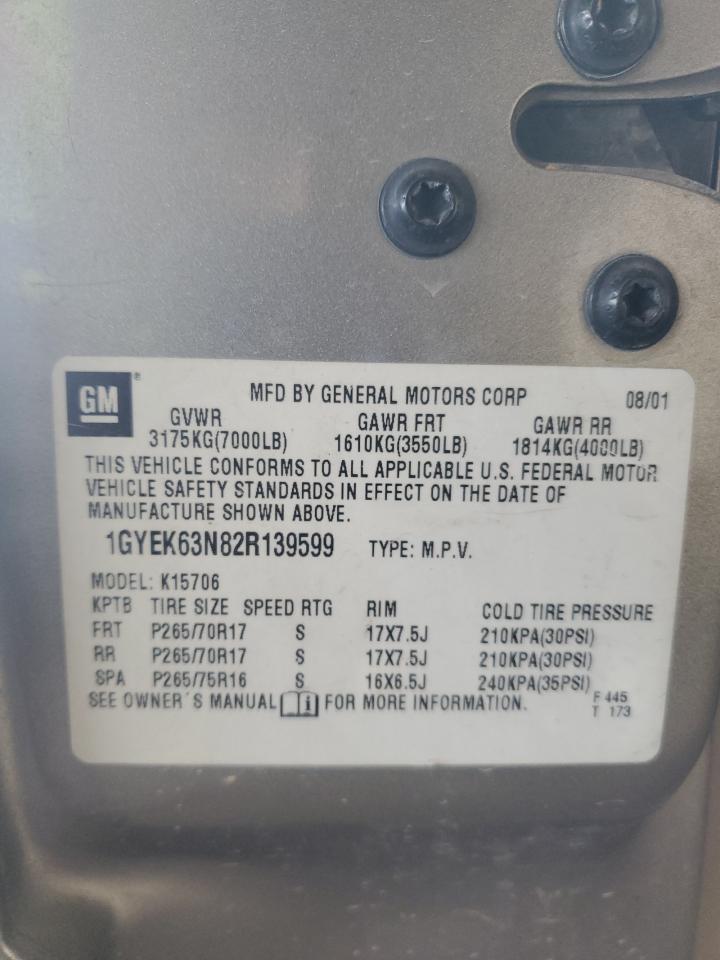 GM ® MFD BY GENERAL MOTORS CORP 08/01
GVWR GAWR FRT GAWR RR
3175KG(7000LB) 1610KG(3550LB) 1814KG(4000LB)
THIS VEHICLE CONFORMS TO ALL APPLICABLE U.S. FEDERAL MOTOR
VEHICLE SAFETY STANDARDS IN EFFECT ON THE DATE OF
MANUFACTURE SHOWN ABOVE.
1GYEK63N82R139599 TYPE: M.P.V.
MODEL: K15706
KPTB TIRE SIZE SPEED RTG RIM COLD TIRE PRESSURE
FRT P265/70R17 S 17X7.5J 210KPA(30PSI)
RR P265/70R17 S 17X7.5J 210KPA(30PSI)
SPA P265/75R16 S 16X6.5J 240KPA(35PSI)
SEE OWNER'S MANUAL i FOR MORE INFORMATION. F 445
T 173